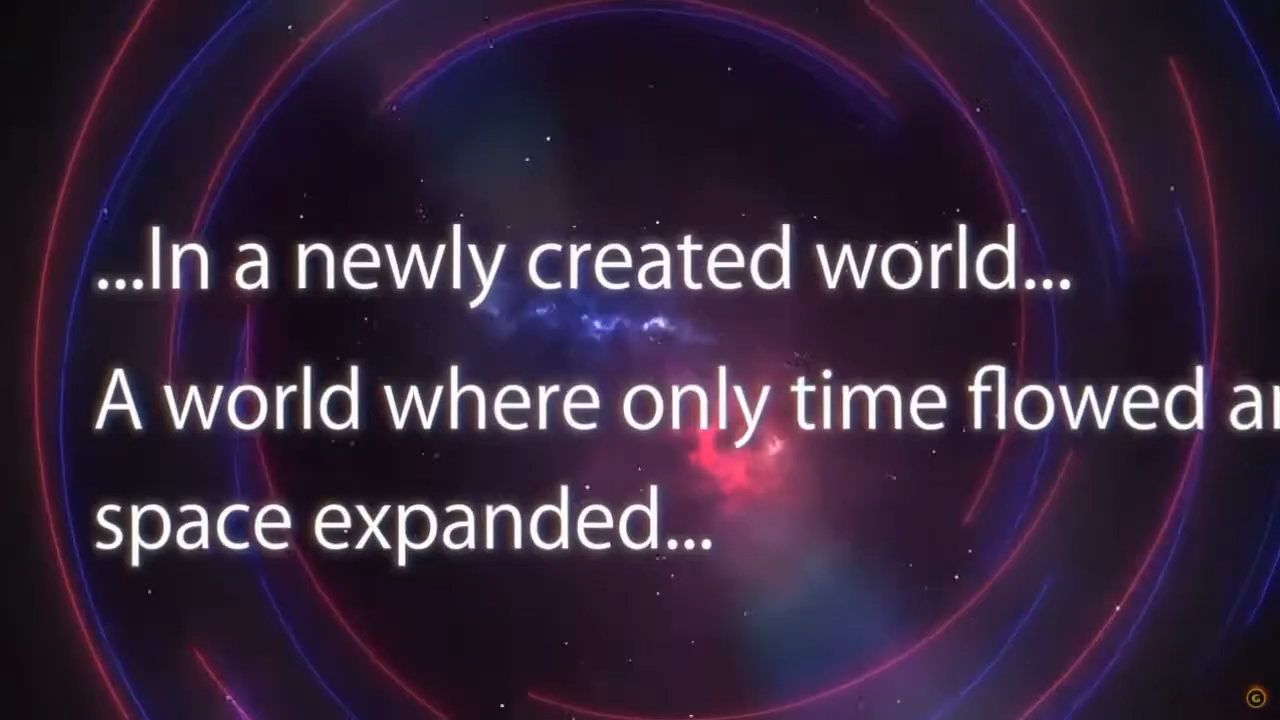 ...In a newly created world...
A world where only time flowed
space expanded...
G